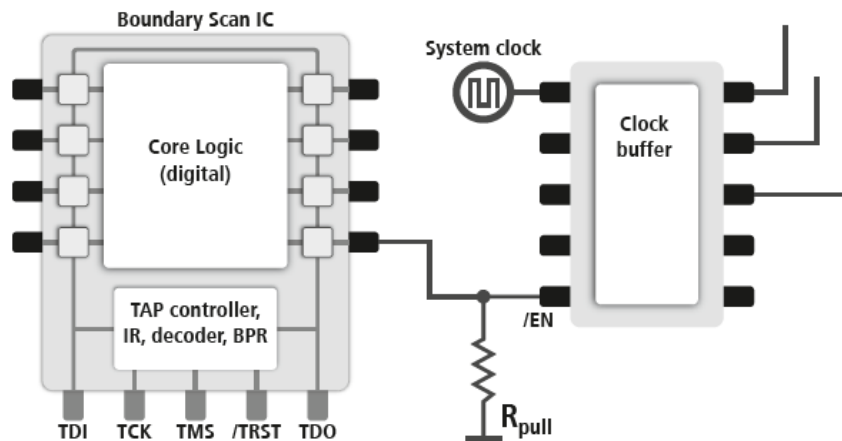 Boundary Scan IC
System clock
Core Logic
(digital)
Clock
buffer
TAP controller,
IR, decoder, BPR
/EN
Rpull
TDI TCK TMS /TRST TDO